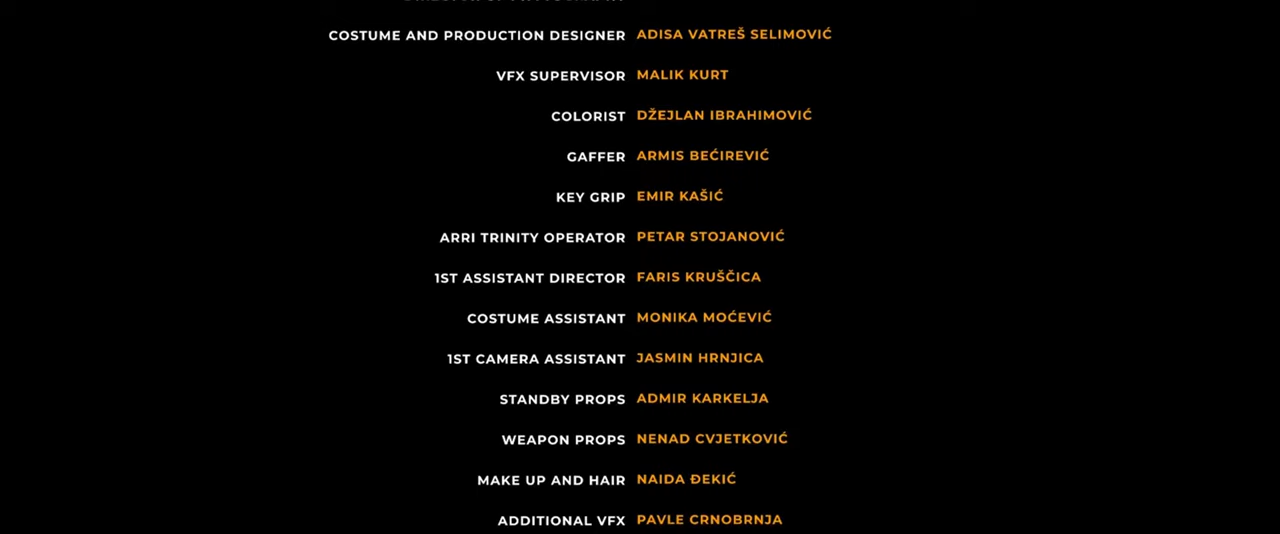 COSTUME AND PRODUCTION DESIGNER ADISA VATREŠ SELIMOVIĆ
VFX SUPERVISOR MALIK KURT
COLORIST DŽEJLAN IBRAHIMOVIĆ
GAFFER ARMIS BEĆIREVIĆ
KEY GRIP EMIR KAŠIĆ
ARRI TRINITY OPERATOR PETAR STOJANOVIĆ
1ST ASSISTANT DIRECTOR FARIS KRUŠČICA
COSTUME ASSISTANT MONIKA MOĆEVIĆ
1ST CAMERA ASSISTANT JASMIN HRNJICA
STANDBY PROPS ADMIR KARKELJA
WEAPON PROPS NENAD CVJETKOVIĆ
MAKE UP AND HAIR NAIDA ĐEKIĆ
ADDITIONAL VFX PAVLE CRNOBRNJA